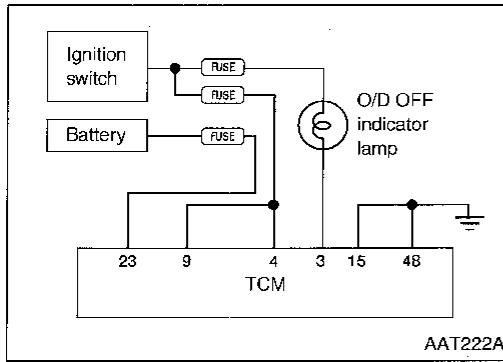 Ignition
switch
FUSE
FUSE
O/D OFF
indicator
lamp
Battery
FUSE
23 9 4 3 15 48
TCM
AAT222A